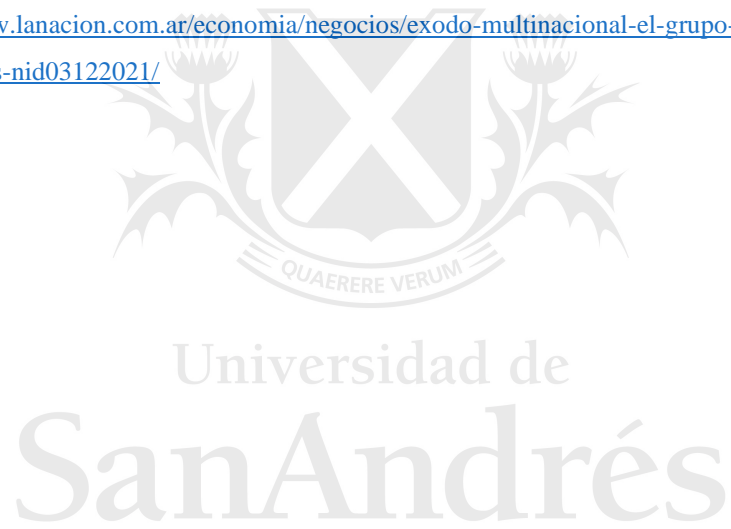 v.lanacion.com.ar/economia/negocios/exodo-multinacional-el-grupo-
s-nid03122021/
QUAERERE VERUM
Universidad de
SanAndrés